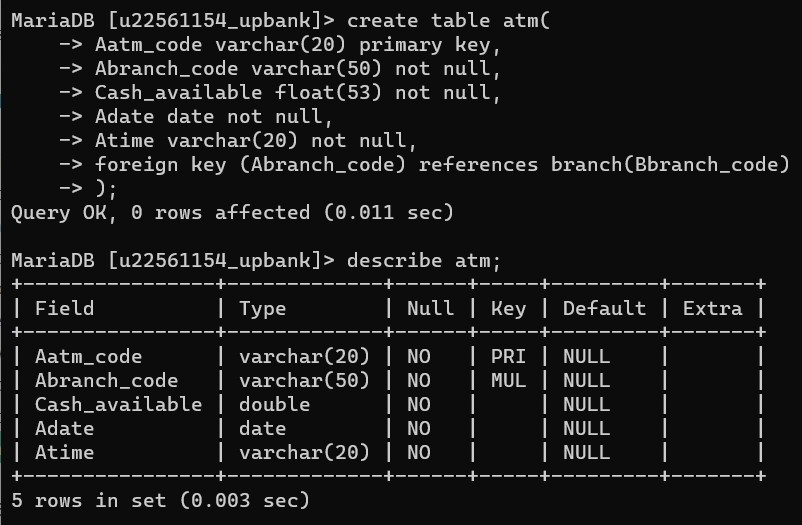 MariaDB [u22561154_upbank]> create table atm(
    -> Aatm_code varchar(20) primary key,
    -> Abranch_code varchar(50) not null,
    -> Cash_available float(53) not null,
    -> Adate date not null,
    -> Atime varchar(20) not null,
    -> foreign key (Abranch_code) references branch(Bbranch_code)
    -> );
Query OK, 0 rows affected (0.011 sec)

MariaDB [u22561154_upbank]> describe atm;
+----------------+-------------+------+-----+---------+-------+
| Field          | Type        | Null | Key | Default | Extra |
+----------------+-------------+------+-----+---------+-------+
| Aatm_code      | varchar(20) | NO   | PRI | NULL    |       |
| Abranch_code   | varchar(50) | NO   | MUL | NULL    |       |
| Cash_available | double      | NO   |     | NULL    |       |
| Adate          | date        | NO   |     | NULL    |       |
| Atime          | varchar(20) | NO   |     | NULL    |       |
+----------------+-------------+------+-----+---------+-------+
5 rows in set (0.003 sec)